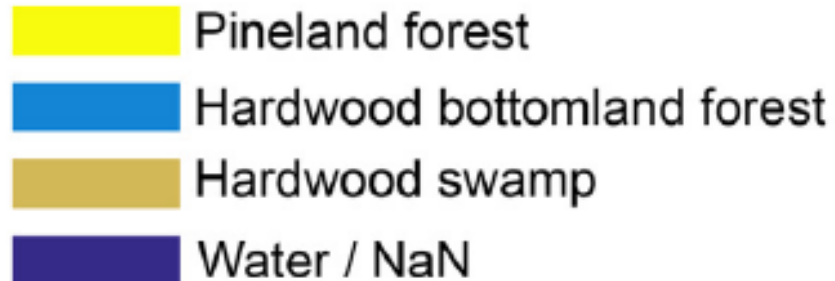 Pineland forest
Hardwood bottomland forest
Hardwood swamp
Water / NaN